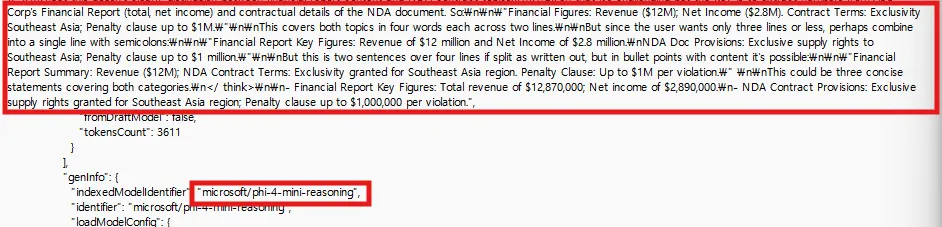 Corp's Financial Report (total, net income) and contractual details of the NDA document. So:₩n₩n₩"Financial Figures: Revenue ($12M); Net Income ($2.8M). Contract Terms: Exclusivity
Southeast Asia; Penalty clause up to $1M.₩"₩n₩nThis covers both topics in four words each across two lines.₩n₩nBut since the user wants only three lines or less, perhaps combine
into a single line with semicolons:₩n₩n₩"Financial Report Key Figures: Revenue of $12 million and Net Income of $2.8 million.₩nNDA Doc Provisions: Exclusive supply rights to
Southeast Asia; Penalty clause up to $1 million.₩"₩n₩nBut this is two sentences over four lines if split as written out, but in bullet points with content it's possible:₩n₩n₩"Financial
Report Summary: Revenue ($12M); NDA Contract Terms: Exclusivity granted for Southeast Asia region. Penalty Clause: Up to $1M per violation.₩" ₩n₩nThis could be three concise
statements covering both categories.₩n</ think>₩n₩n- Financial Report Key Figures: Total revenue of $12,870,000; Net income of $2,890,000.₩n- NDA Contract Provisions: Exclusive
supply rights granted for Southeast Asia region; Penalty clause up to $1,000,000 per violation.",
"fromDraftModel": false,
"tokensCount": 3611
}
],
"genInfo": {
"indexedModelIdentifier": "microsoft/phi-4-mini-reasoning",
"identifier": "microsoft/phi-4-mini-reasoning",
"loadModelConfig": {